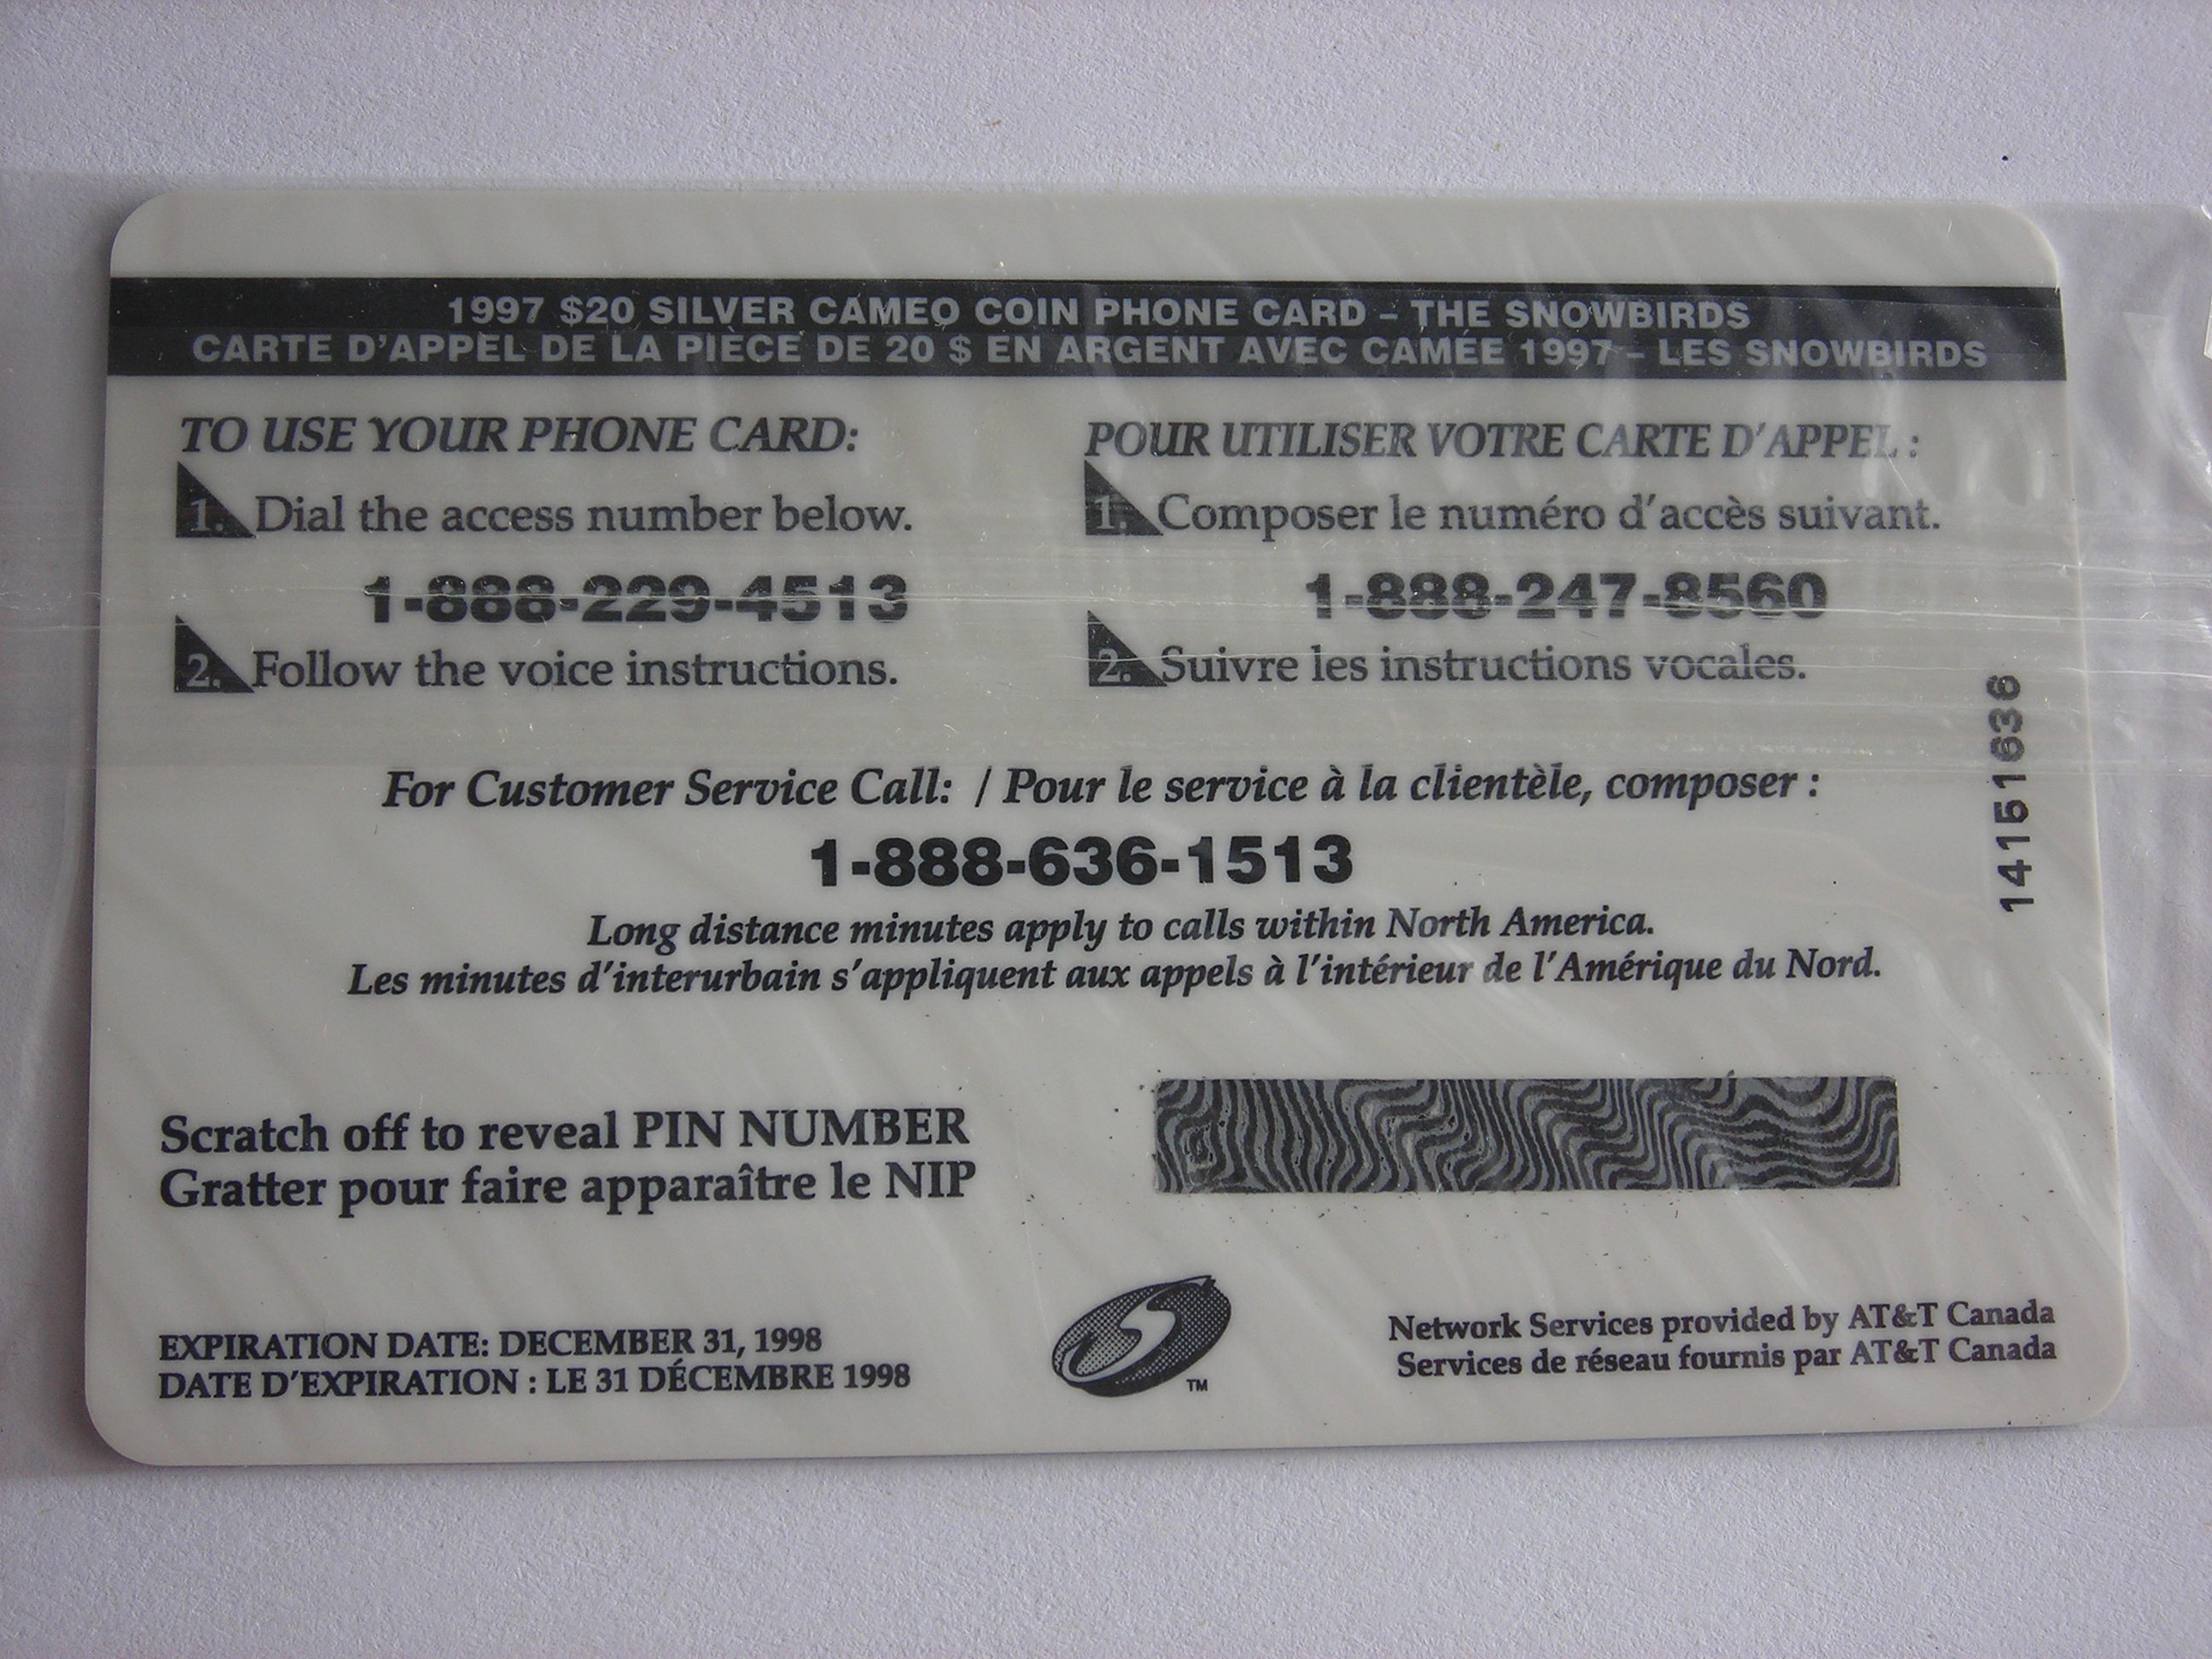 1997 $20 SILVER CAMEO COIN PHONE CARD – THE SNOWBIRDS
CARTE D'APPEL DE LA PIÈCE DE 20 $ EN ARGENT AVEC CAMÉE 1997 – LES SNOWBIRDS
TO USE YOUR PHONE CARD:
1. Dial the access number below.
1-888-229-4513
2. Follow the voice instructions.
POUR UTILISER VOTRE CARTE D'APPEL :
1. Composer le numéro d'accès suivant.
1-888-247-8560
2. Suivre les instructions vocales.
14151636
For Customer Service Call: / Pour le service à la clientèle, composer :
1-888-636-1513
Long distance minutes apply to calls within North America.
Les minutes d'interurbain s'appliquent aux appels à l'intérieur de l'Amérique du Nord.
Scratch off to reveal PIN NUMBER
Gratter pour faire apparaître le NIP
EXPIRATION DATE: DECEMBER 31, 1998
DATE D'EXPIRATION : LE 31 DÉCEMBRE 1998
TM
Network Services provided by AT&T Canada
Services de réseau fournis par AT&T Canada